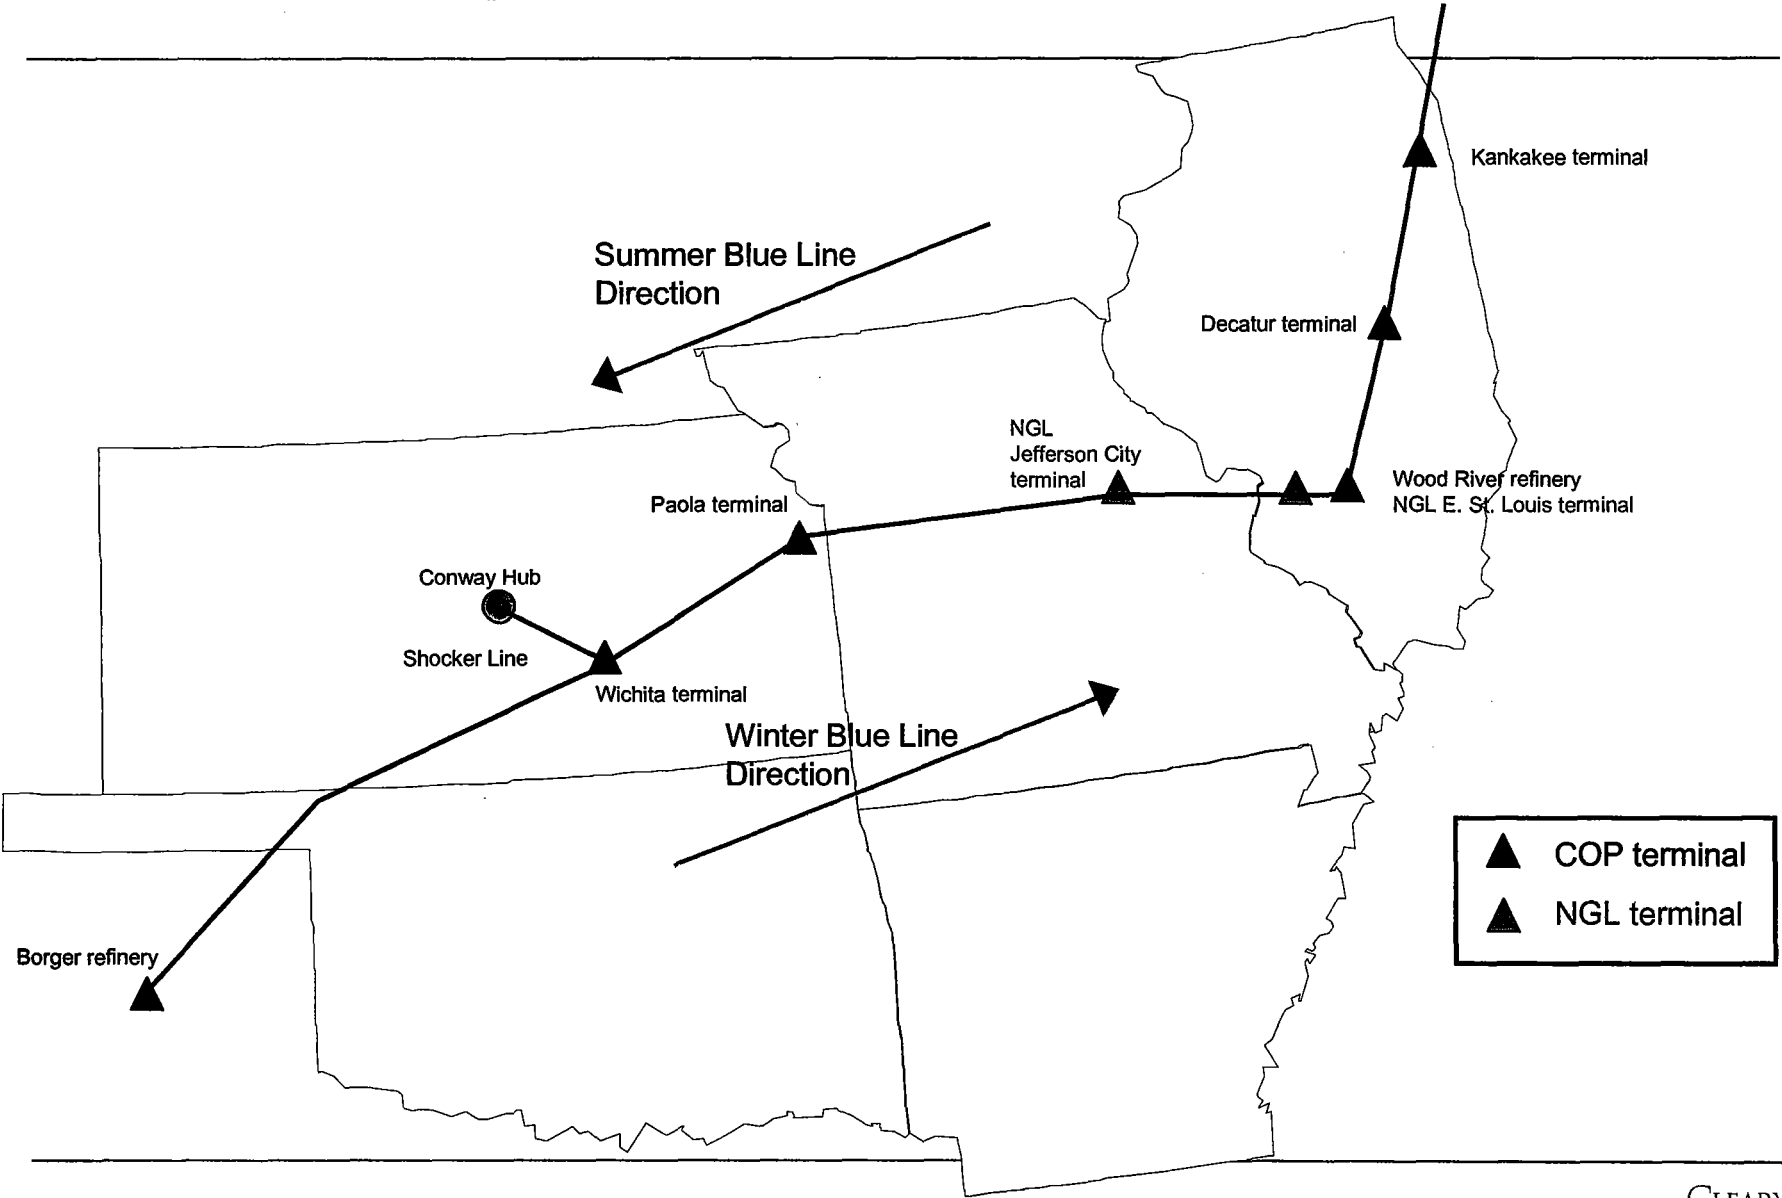 Kankakee terminal
Summer Blue Line
Direction
Decatur terminal
NGL
Jefferson City
terminal
Wood River refinery
NGL E. St. Louis terminal
Paola terminal
Conway Hub
Shocker Line
Wichita terminal
Winter Blue Line
Direction
COP terminal
NGL terminal
Borger refinery